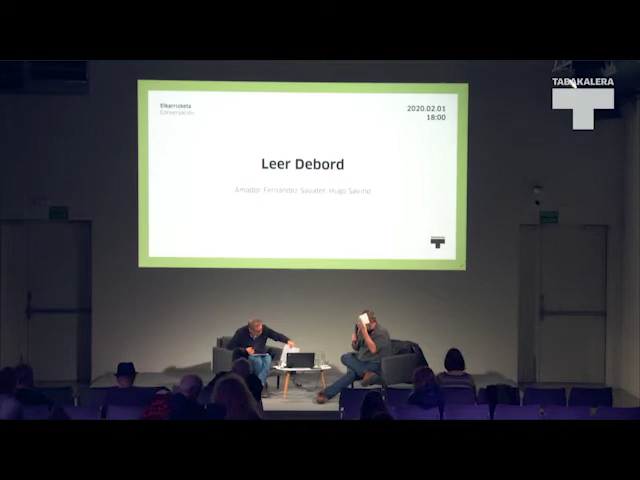 TABAKALERA
Elkarrizketa
Conversación
2020.02.01
18:00
Leer Debord
Amador Fernández Savater, Hugo Savino